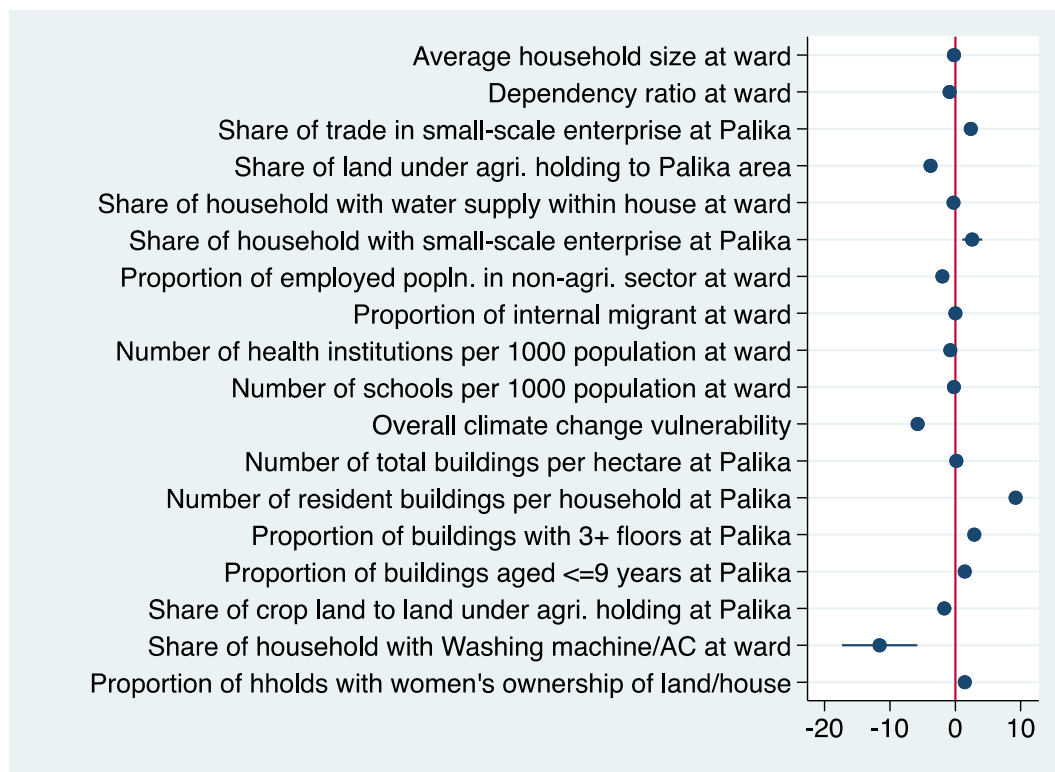 Average household size at ward
Dependency ratio at ward
Share of trade in small-scale enterprise at Palika
Share of land under agri. holding to Palika area
Share of household with water supply within house at ward
Share of household with small-scale enterprise at Palika
Proportion of employed popln. in non-agri. sector at ward
Proportion of internal migrant at ward
Number of health institutions per 1000 population at ward
Number of schools per 1000 population at ward
Overall climate change vulnerability
Number of total buildings per hectare at Palika
Number of resident buildings per household at Palika
Proportion of buildings with 3+ floors at Palika
Proportion of buildings aged <=9 years at Palika
Share of crop land to land under agri. holding at Palika
Share of household with Washing machine/AC at ward
Proportion of hholds with women's ownership of land/house
-20 -10 0 10